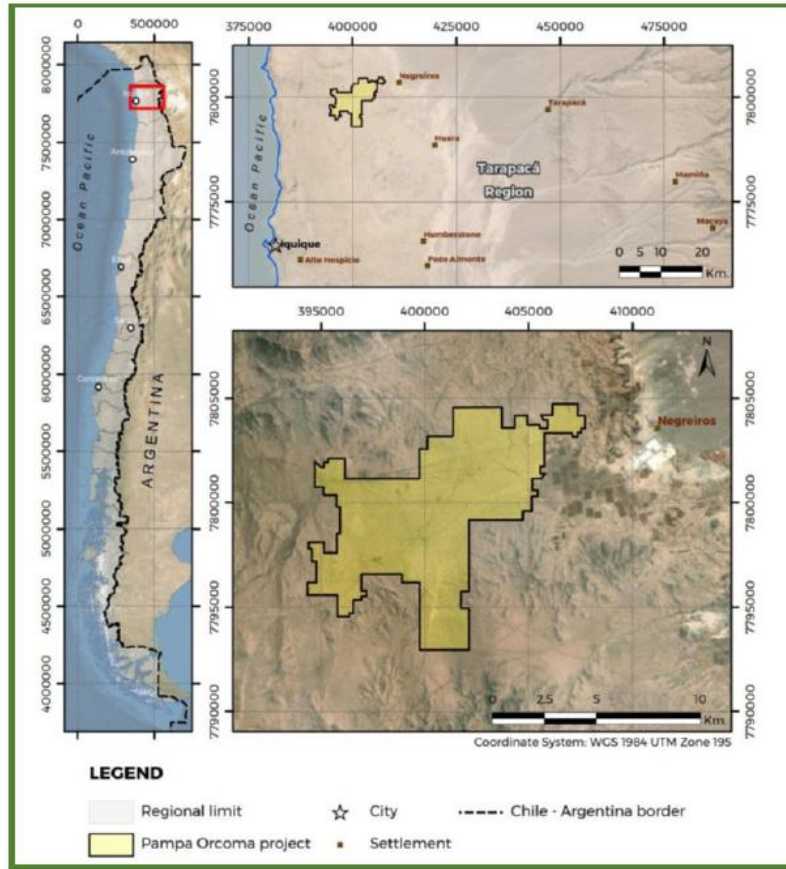 0
500000
8000000
7500000
7000000
6500000
6000000
5500000
5000000
4500000
4000000
Ocean Pacific
ARGENTINA
375000
400000
425000
450000
475000
7800000
7775000
Ocean Pacific
Negreiros
Tarapacá
Huara
Tarapacá
Region
Mamiña
Macaya
Humberstone
Iquique
Alto Hospicio
Pozo Almonte
0 5 10 20
Km.
395000
400000
405000
410000
7805000
7800000
7795000
7790000
N
Negreiros
0 2.5 5 10
Km.
Coordinate System: WGS 1984 UTM Zone 19S
LEGEND
Regional limit
City
Chile - Argentina border
Pampa Orcoma project
Settlement